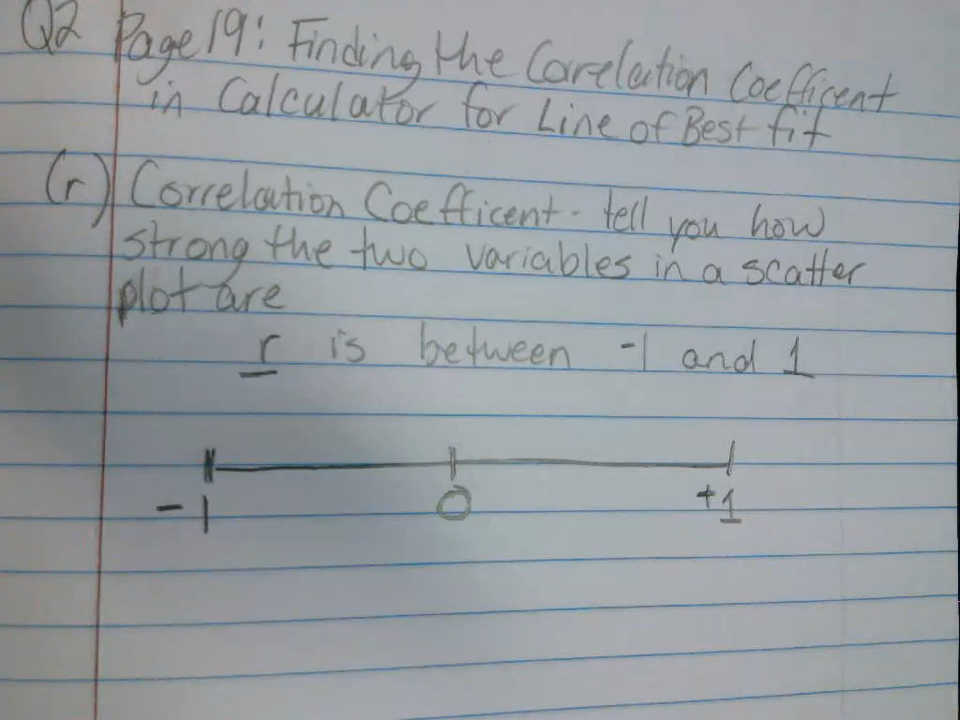 Q2 Page 19: Finding the Correlation Coefficent
in Calculator for Line of Best fit
(r) Correlation Coefficent - tell you how
strong the two variables in a scatter
plot are
r is between -1 and 1
-1 0 +1